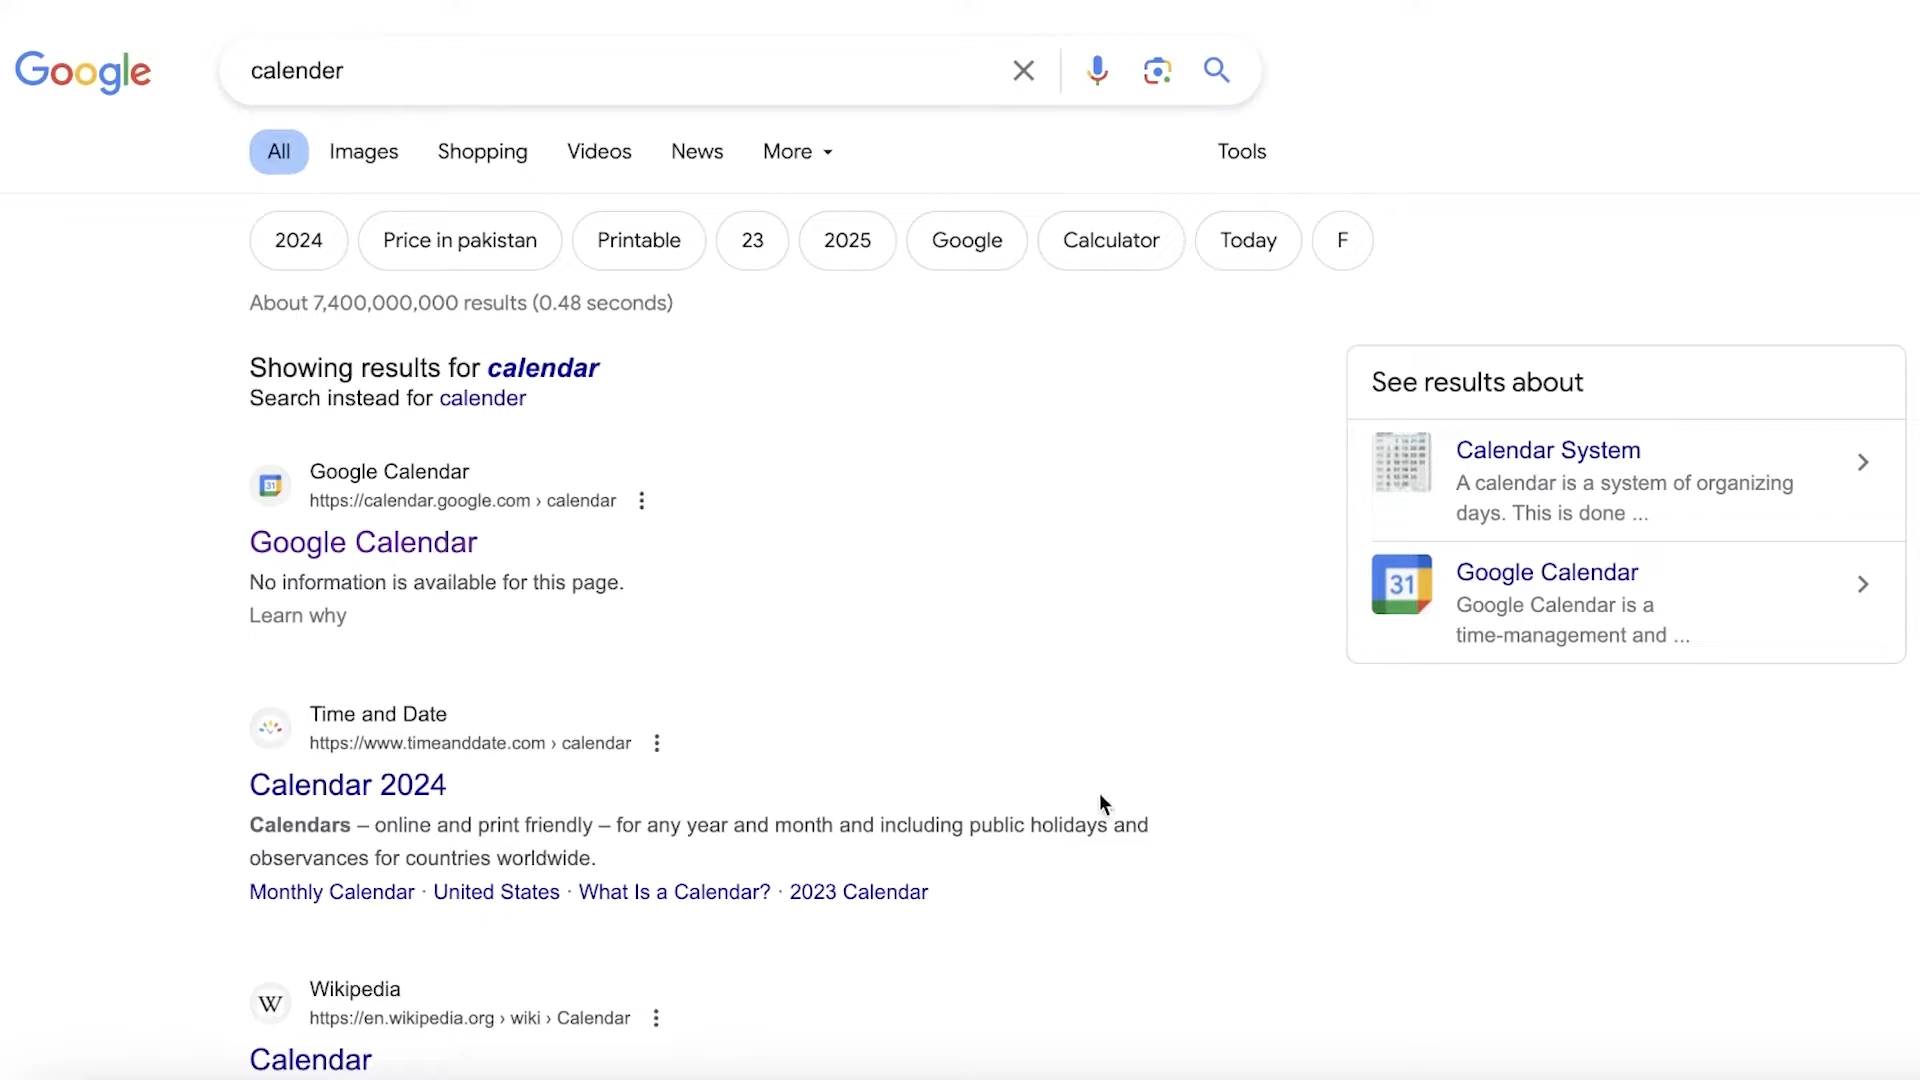 Google
calender
All
Images
Shopping
Videos
News
More
Tools
2024
Price in pakistan
Printable
23
2025
Google
Calculator
Today
F
About 7,400,000,000 results (0.48 seconds)
Showing results for calendar
Search instead for calender
Google Calendar
https://calendar.google.com › calendar
Google Calendar
No information is available for this page.
Learn why
Time and Date
https://www.timeanddate.com › calendar
Calendar 2024
Calendars – online and print friendly – for any year and month and including public holidays and
observances for countries worldwide.
Monthly Calendar · United States · What Is a Calendar? · 2023 Calendar
W
Wikipedia
https://en.wikipedia.org › wiki › Calendar
Calendar
See results about
Calendar System
A calendar is a system of organizing
days. This is done ...
31
Google Calendar
Google Calendar is a
time-management and ...